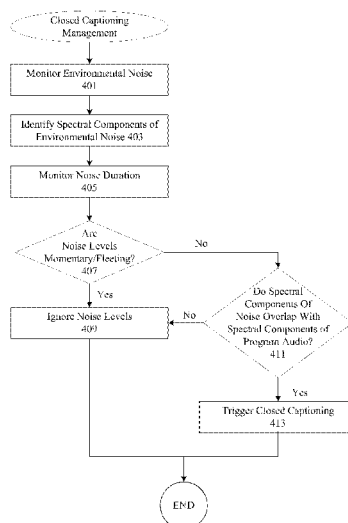 Closed Captioning
Management
Monitor Environmental Noise
401
Identify Spectral Components of
Environmental Noise 403
Monitor Noise Duration
405
Are
Noise Levels
Momentary/Fleeting?
407
No
Yes
Do Spectral
Components Of
Noise Overlap With
Spectral Components of
Program Audio?
411
No
Ignore Noise Levels
409
Yes
Trigger Closed Captioning
413
END